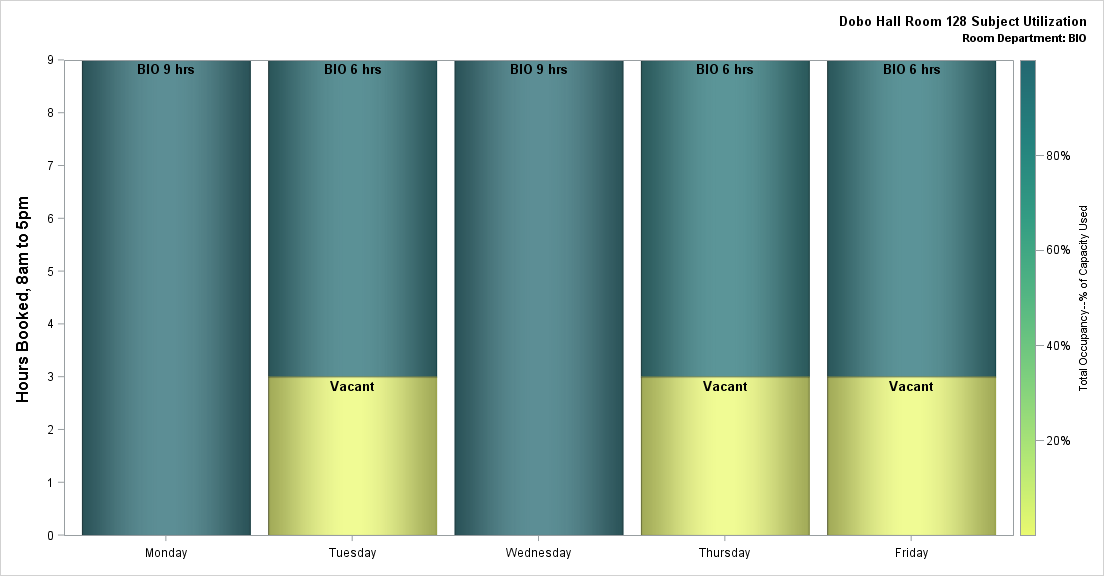 Dobo Hall Room 128 Subject Utilization
Room Department: BIO
Hours Booked, 8am to 5pm
9
8
7
6
5
4
3
2
1
0
BIO 9 hrs
BIO 6 hrs
BIO 9 hrs
BIO 6 hrs
BIO 6 hrs
Vacant
Vacant
Vacant
Monday
Tuesday
Wednesday
Thursday
Friday
80%
60%
40%
20%
Total Occupancy--% of Capacity Used